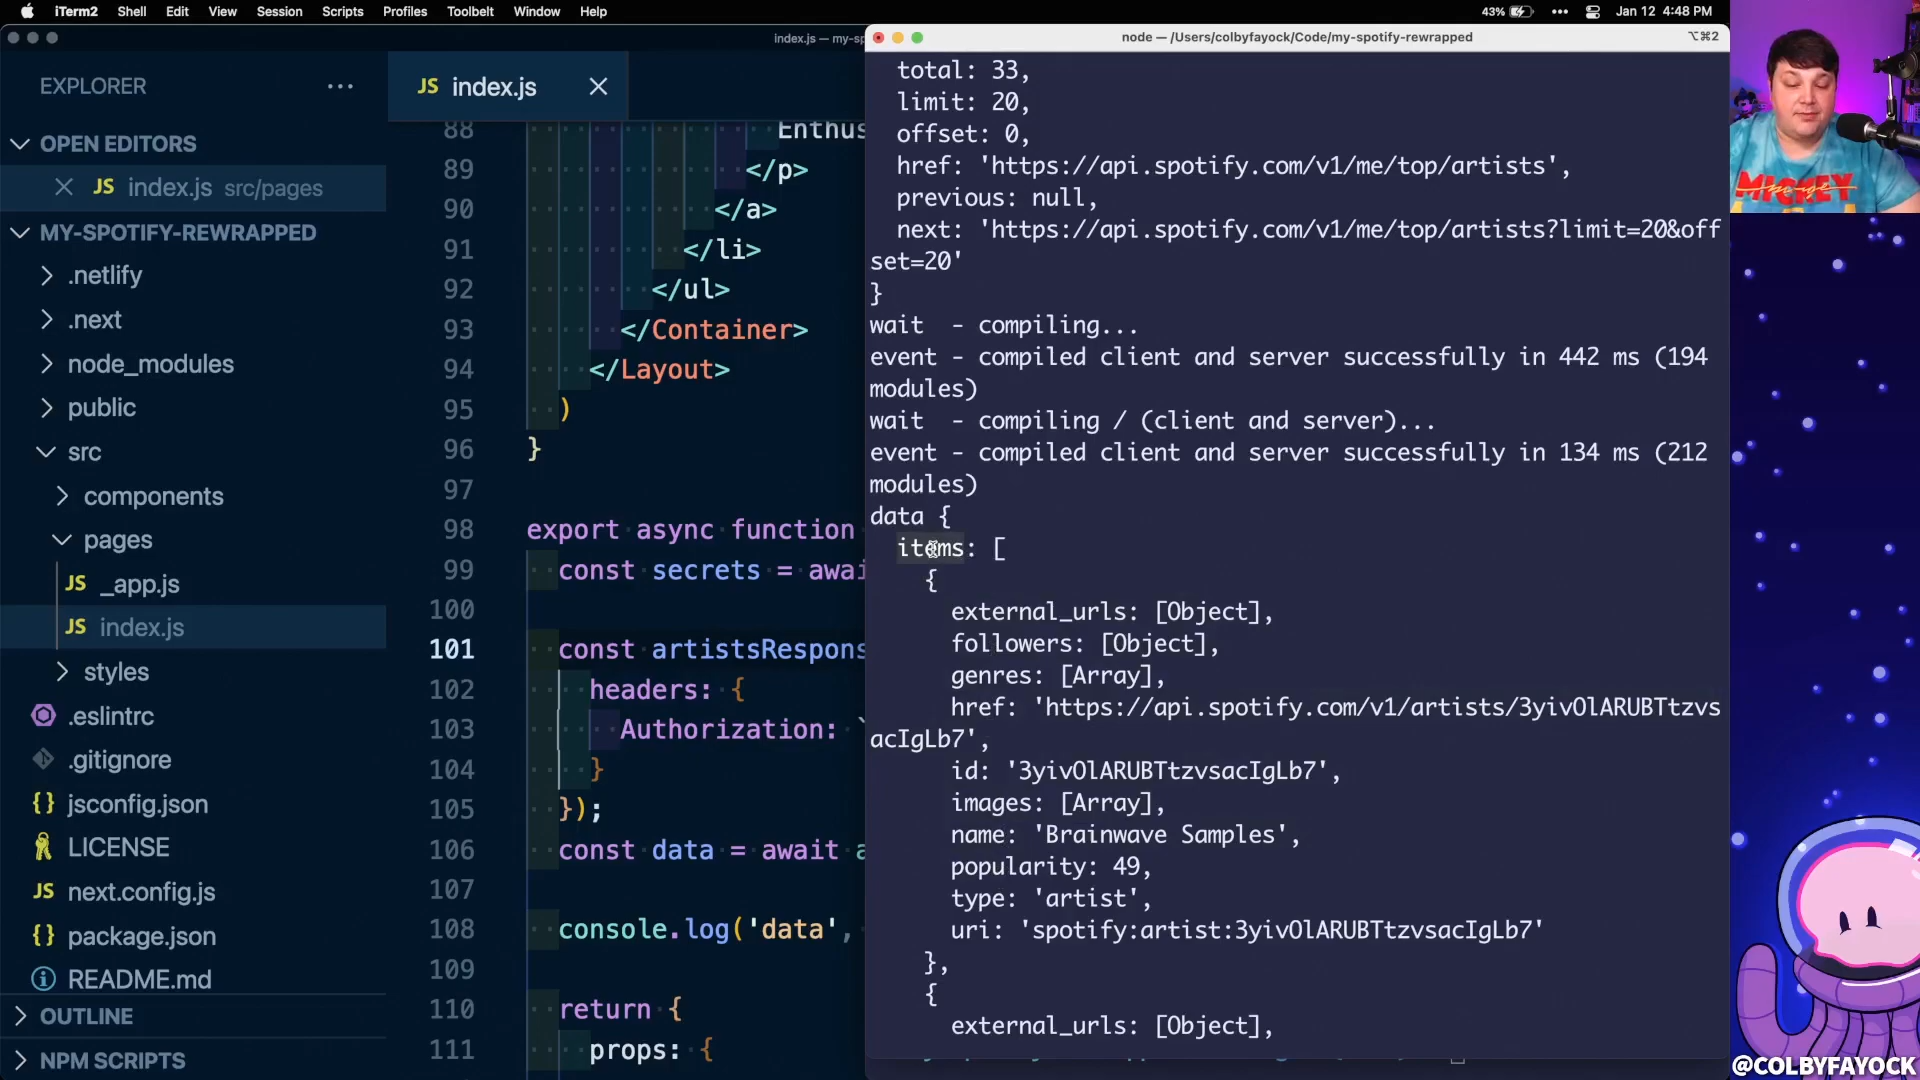 iTerm2 Shell Edit View Session Scripts Profiles Toolbelt Window Help 43% Jan 12 4:48 PM
index.js — my-sp
node — /Users/colbyfayock/Code/my-spotify-rewrapped ⌥⌘2
EXPLORER
JS index.js
OPEN EDITORS
JS index.js src/pages
MY-SPOTIFY-REWRAPPED
.netlify
.next
node_modules
public
src
components
pages
JS _app.js
JS index.js
styles
.eslintrc
.gitignore
{} jsconfig.json
LICENSE
JS next.config.js
{} package.json
README.md
OUTLINE
NPM SCRIPTS
88 Enthus
89 </p>
90 </a>
91 </li>
92 </ul>
93 </Container>
94 </Layout>
95 )
96 }
97
98 export async function
99 const secrets = awai
100
101 const artistsRespons
102 headers: {
103 Authorization: `
104 }
105 });
106 const data = await a
107
108 console.log('data',
109
110 return {
111 props: {
total: 33,
limit: 20,
offset: 0,
href: 'https://api.spotify.com/v1/me/top/artists',
previous: null,
next: 'https://api.spotify.com/v1/me/top/artists?limit=20&off
set=20'
}
wait - compiling...
event - compiled client and server successfully in 442 ms (194
modules)
wait - compiling / (client and server)...
event - compiled client and server successfully in 134 ms (212
modules)
data {
items: [
{
external_urls: [Object],
followers: [Object],
genres: [Array],
href: 'https://api.spotify.com/v1/artists/3yivOlARUBTtzvs
acIgLb7',
id: '3yivOlARUBTtzvsacIgLb7',
images: [Array],
name: 'Brainwave Samples',
popularity: 49,
type: 'artist',
uri: 'spotify:artist:3yivOlARUBTtzvsacIgLb7'
},
{
external_urls: [Object],
MICKEY
@COLBYFAYOCK